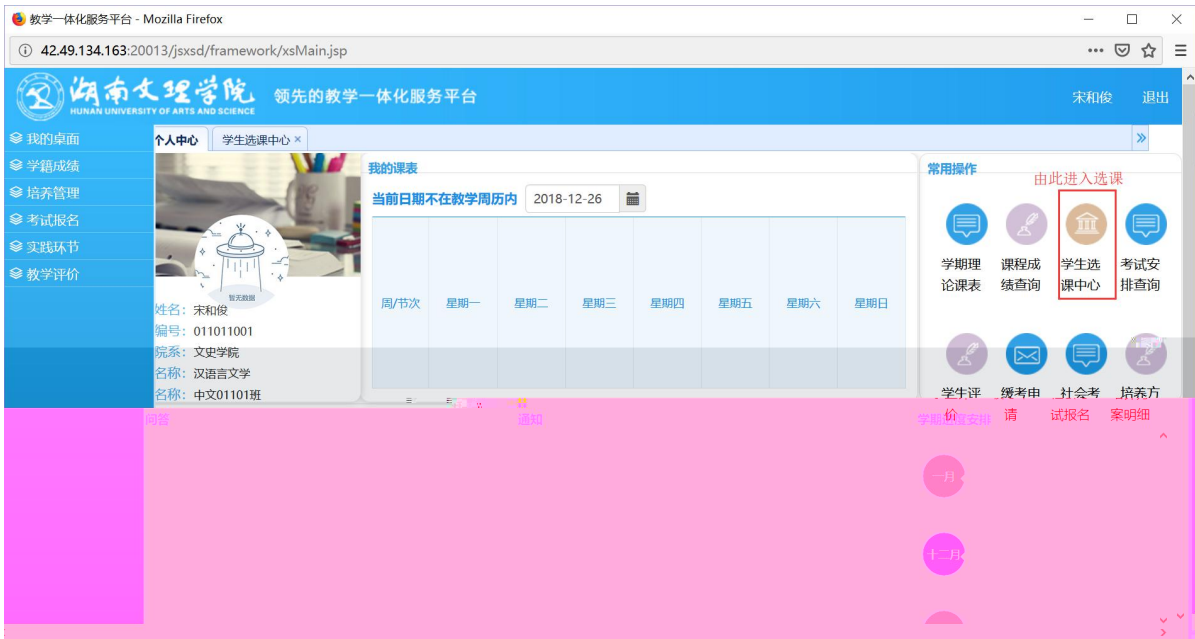 教学一体化服务平台 - Mozilla Firefox
42.49.134.163:20013/jsxsd/framework/xsMain.jsp
湖南文理学院
HUNAN UNIVERSITY OF ARTS AND SCIENCE
领先的教学一体化服务平台
宋和俊 退出
我的桌面
学籍成绩
培养管理
考试报名
实践环节
教学评价
个人中心 学生选课中心
暂无数据
姓名：宋和俊
编号：011011001
院系：文史学院
名称：汉语言文学
名称：中文01101班
我的课表
当前日期不在教学周历内 2018-12-26
周/节次 星期一 星期二 星期三 星期四 星期五 星期六 星期日
常用操作
由此进入选课
学期理论课表
课程成绩查询
学生选课中心
考试安排查询
学生评价
缓考申请
社会考试报名
培养方案明细
问答
通知
学期进度安排
一月
十二月